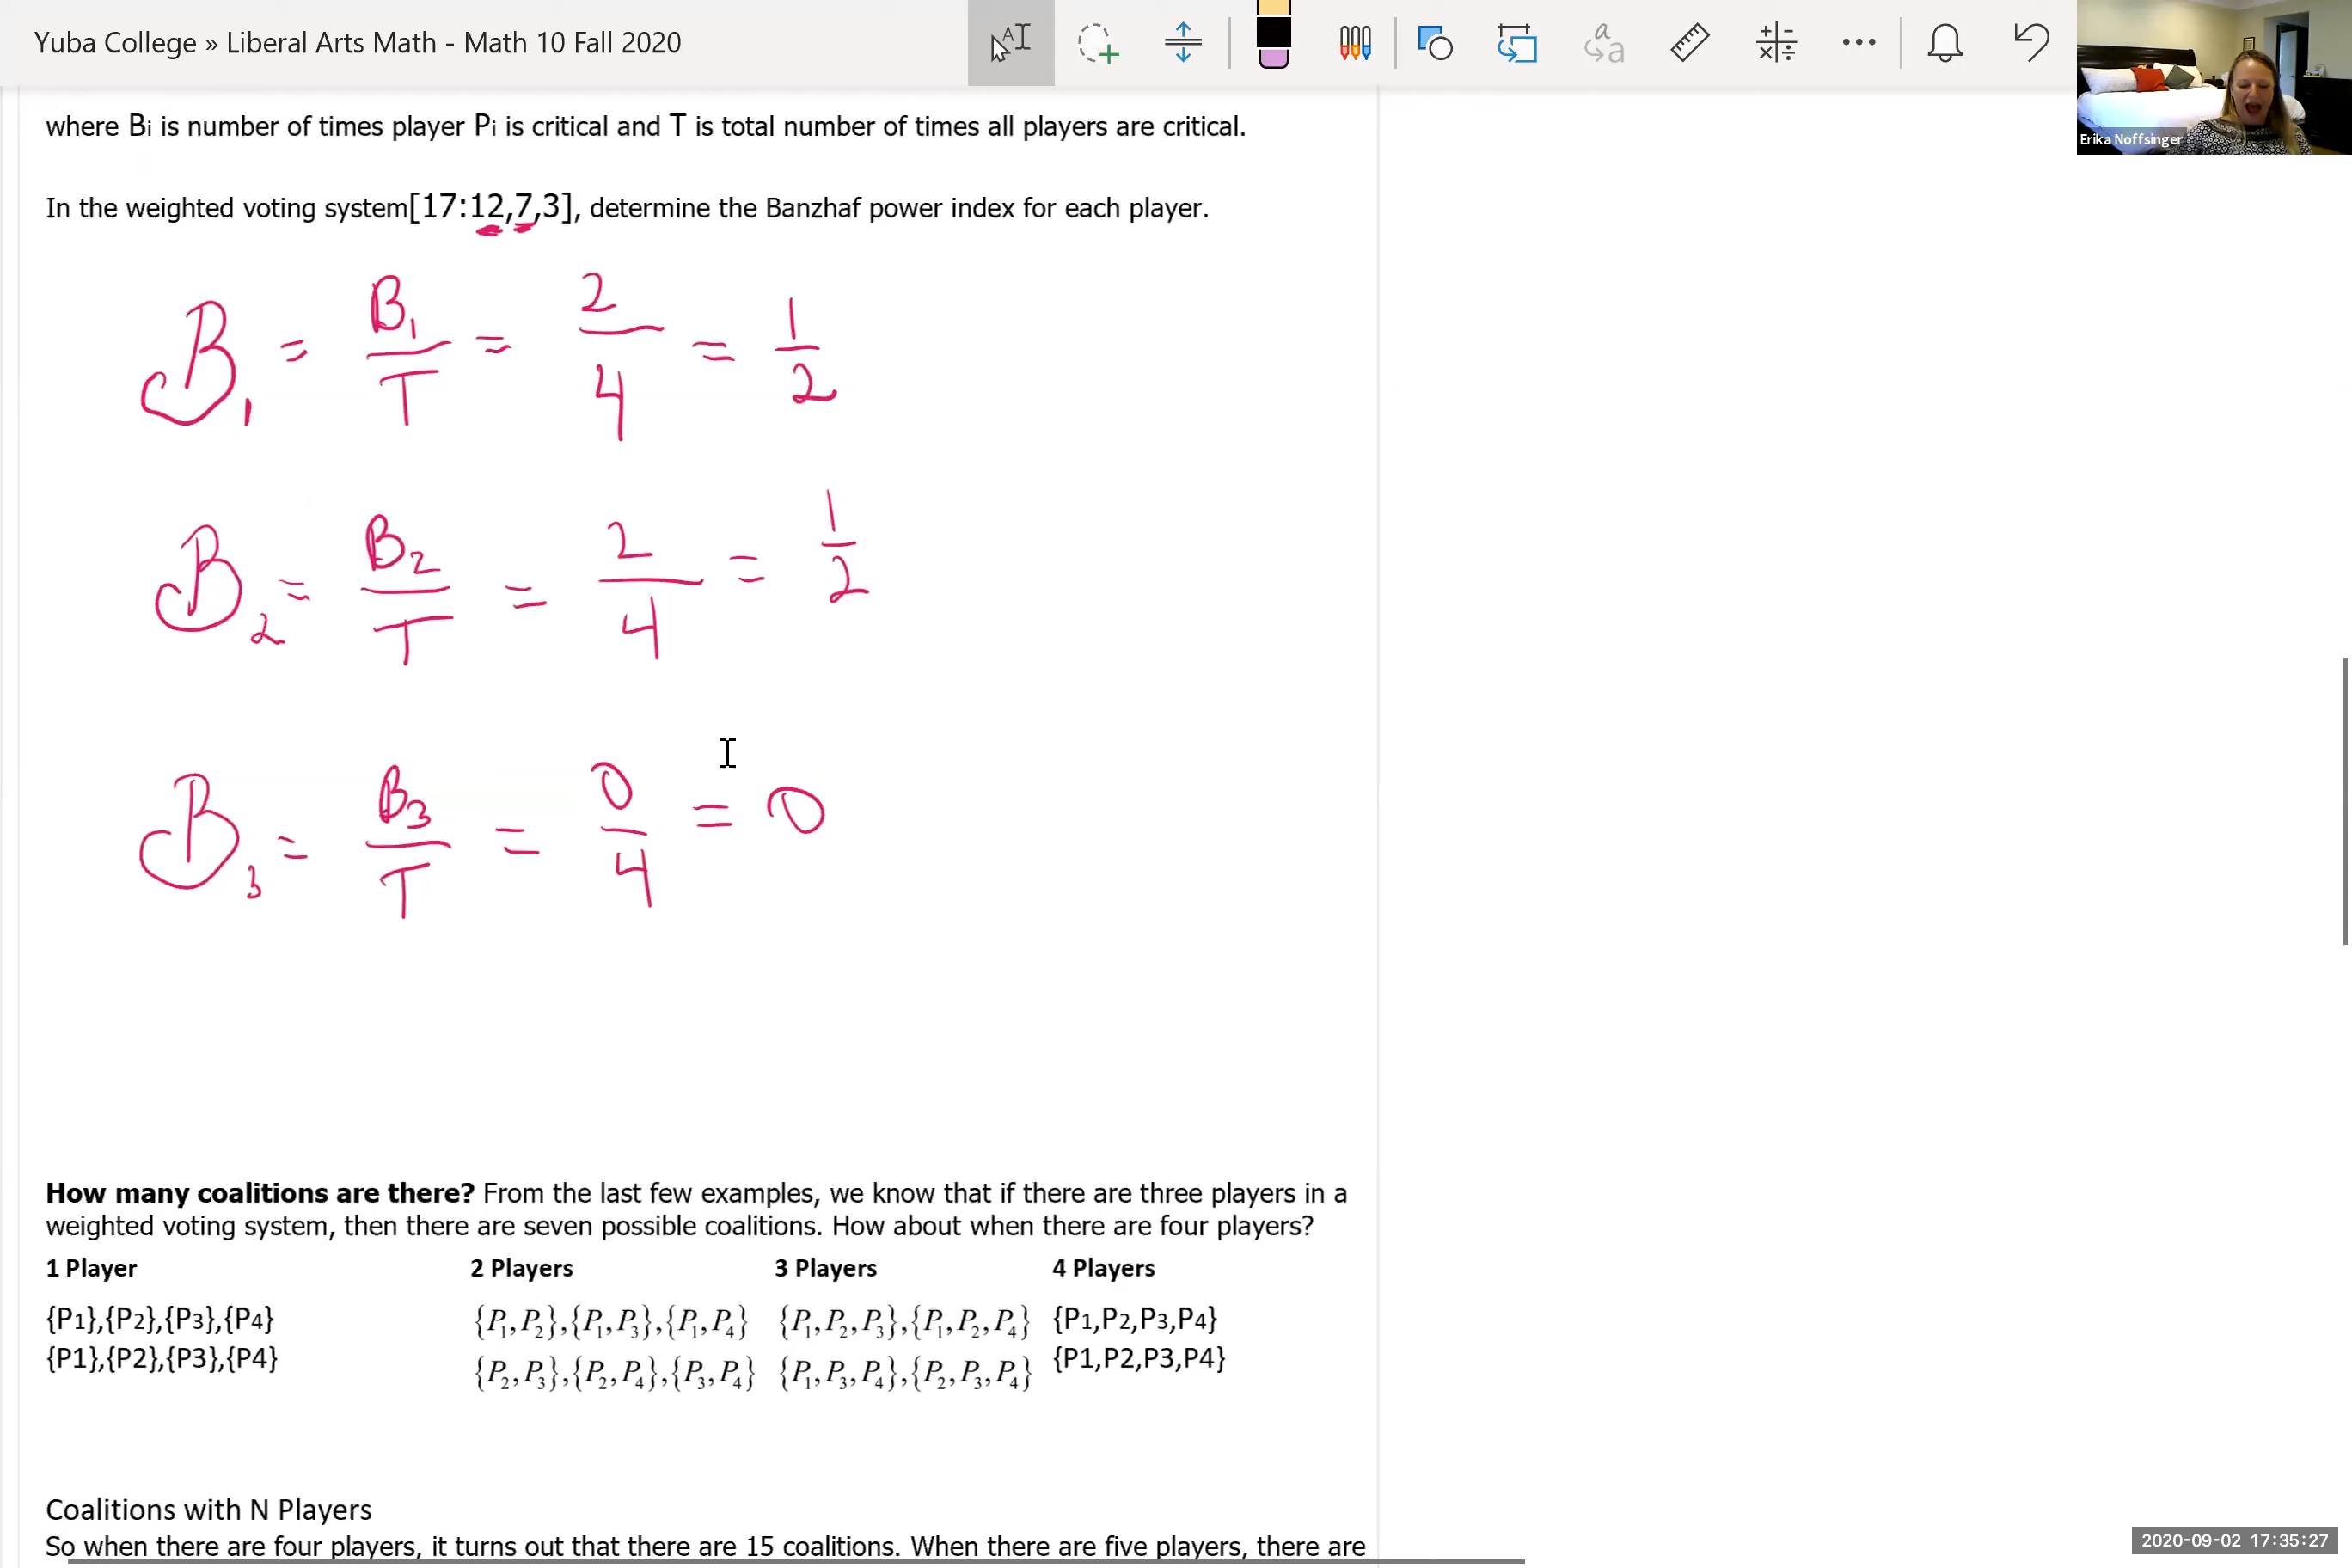 Yuba College » Liberal Arts Math - Math 10 Fall 2020
Erika Noffsinger
where Bi is number of times player Pi is critical and T is total number of times all players are critical.
In the weighted voting system[17:12,7,3], determine the Banzhaf power index for each player.
B1 = B1/T = 2/4 = 1/2
B2 = B2/T = 2/4 = 1/2
B3 = B3/T = 0/4 = 0
How many coalitions are there? From the last few examples, we know that if there are three players in a
weighted voting system, then there are seven possible coalitions. How about when there are four players?
1 Player 2 Players 3 Players 4 Players
{P1},{P2},{P3},{P4} {P1,P2},{P1,P3},{P1,P4} {P1,P2,P3},{P1,P2,P4} {P1,P2,P3,P4}
{P1},{P2},{P3},{P4} {P2,P3},{P2,P4},{P3,P4} {P1,P3,P4},{P2,P3,P4} {P1,P2,P3,P4}
Coalitions with N Players
So when there are four players, it turns out that there are 15 coalitions. When there are five players, there are
2020-09-02 17:35:27